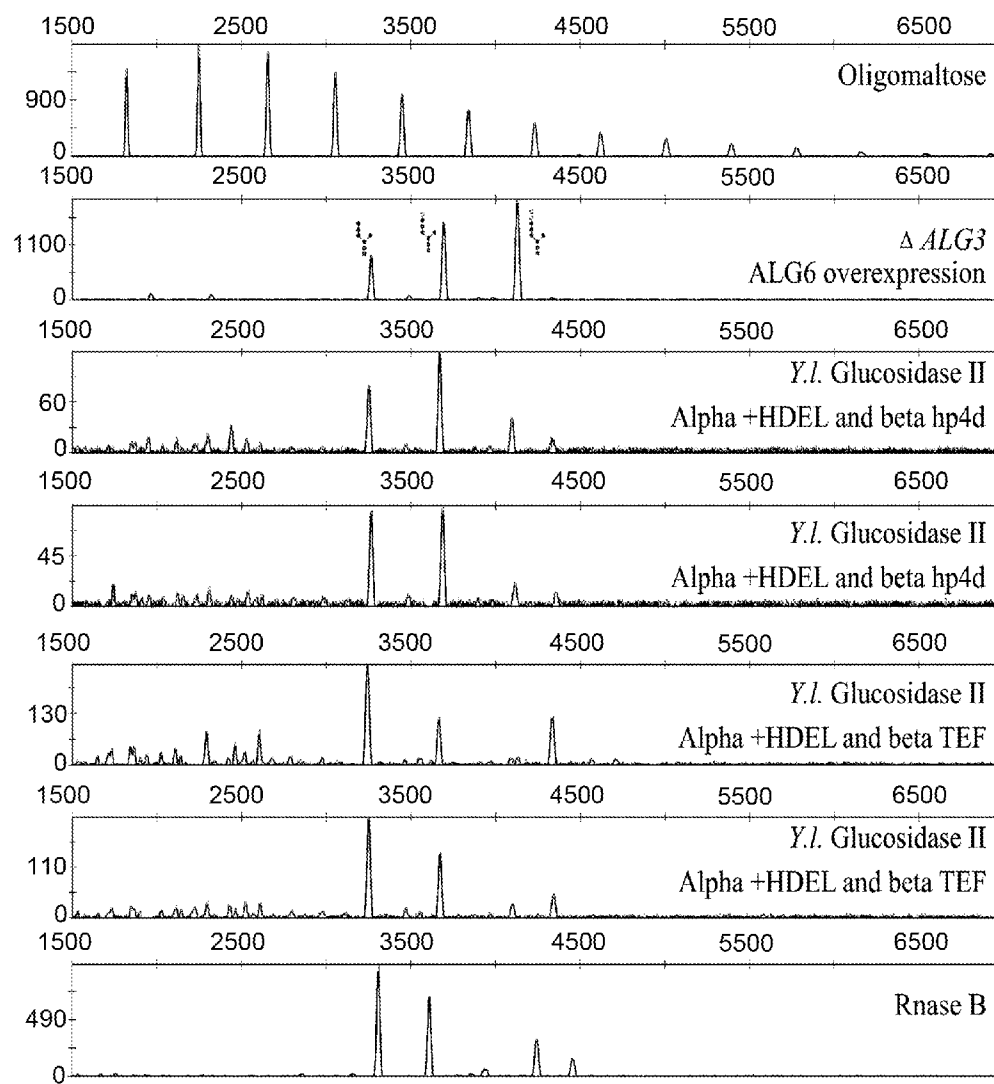 1500 2500 3500 4500 5500 6500
Oligomaltose
900
0
1500 2500 3500 4500 5500 6500
Δ ALG3
1100
ALG6 overexpression
0
1500 2500 3500 4500 5500 6500
Y.l. Glucosidase II
60
Alpha +HDEL and beta hp4d
0
1500 2500 3500 4500 5500 6500
Y.l. Glucosidase II
45
Alpha +HDEL and beta hp4d
0
1500 2500 3500 4500 5500 6500
Y.l. Glucosidase II
130
Alpha +HDEL and beta TEF
0
1500 2500 3500 4500 5500 6500
Y.l. Glucosidase II
110
Alpha +HDEL and beta TEF
0
1500 2500 3500 4500 5500 6500
Rnase B
490
0